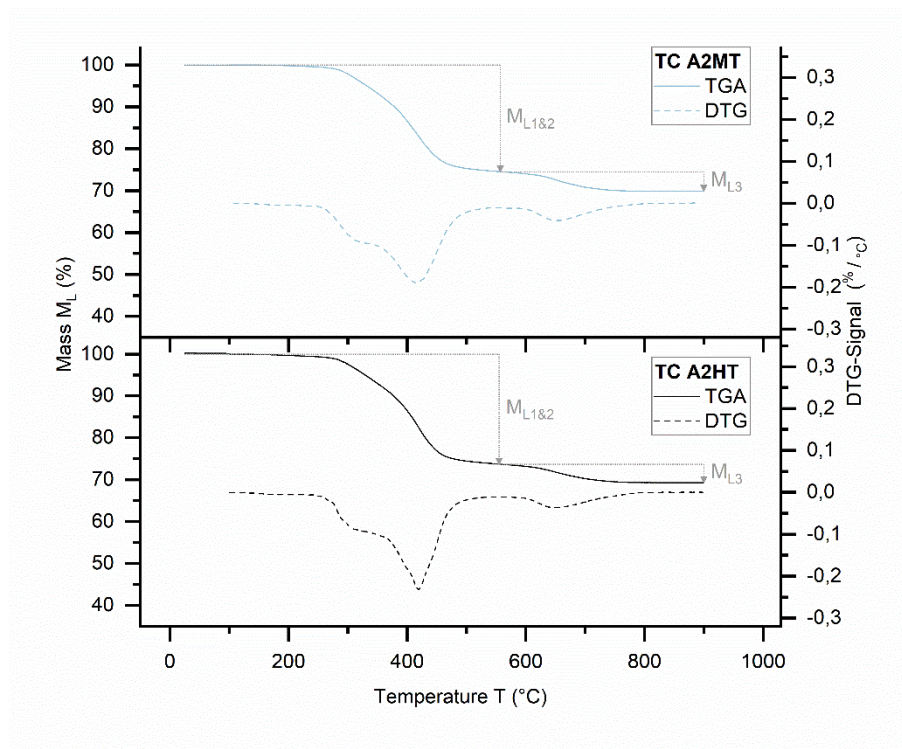 TC A2MT
TGA
DTG
M_L1&2
M_L3
100
90
80
70
60
50
40
0,3
0,2
0,1
0,0
-0,1
-0,2
-0,3
TC A2HT
TGA
DTG
M_L1&2
M_L3
100
90
80
70
60
50
40
0,3
0,2
0,1
0,0
-0,1
-0,2
-0,3
Mass M_L (%)
DTG-Signal (% / °C)
0 200 400 600 800 1000
Temperature T (°C)